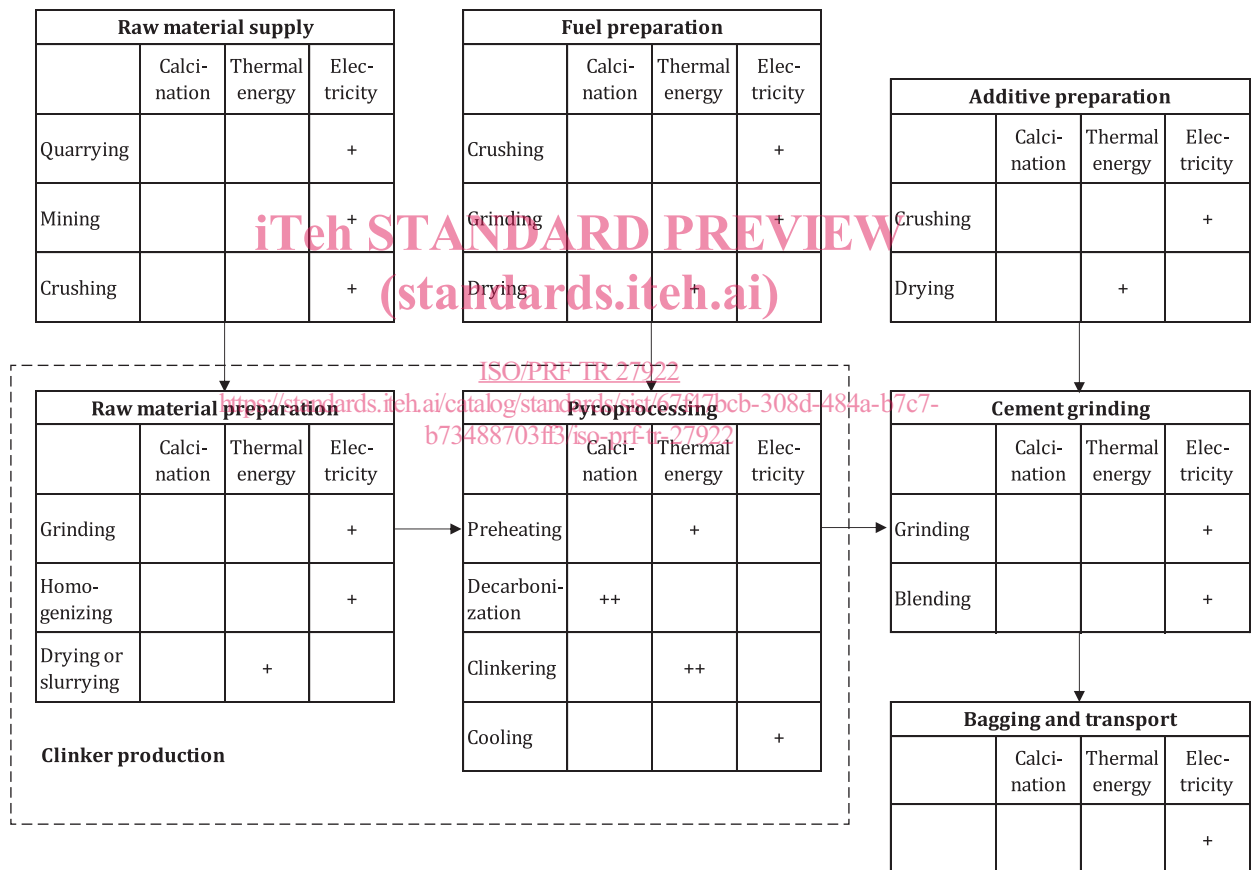 Raw material supply
Calci- Thermal Elec-
nation energy tricity
Quarrying +
Mining +
Crushing +
Fuel preparation
Calci- Thermal Elec-
nation energy tricity
Crushing +
Grinding +
Drying +
Additive preparation
Calci- Thermal Elec-
nation energy tricity
Crushing +
Drying +
iTeh STANDARD PREVIEW
(standards.iteh.ai)
ISO/PRF TR 27922
https://standards.iteh.ai/catalog/standards/sist/67f47bcb-308d-484a-b7c7-
b73488703ff3/iso-prf-tr-27922
Raw material preparation
Calci- Thermal Elec-
nation energy tricity
Grinding +
Homo-
genizing +
Drying or
slurrying +
Clinker production
Pyroprocessing
Calci- Thermal Elec-
nation energy tricity
Preheating +
Decarboni-
zation ++
Clinkering ++
Cooling +
Cement grinding
Calci- Thermal Elec-
nation energy tricity
Grinding +
Blending +
Bagging and transport
Calci- Thermal Elec-
nation energy tricity
+